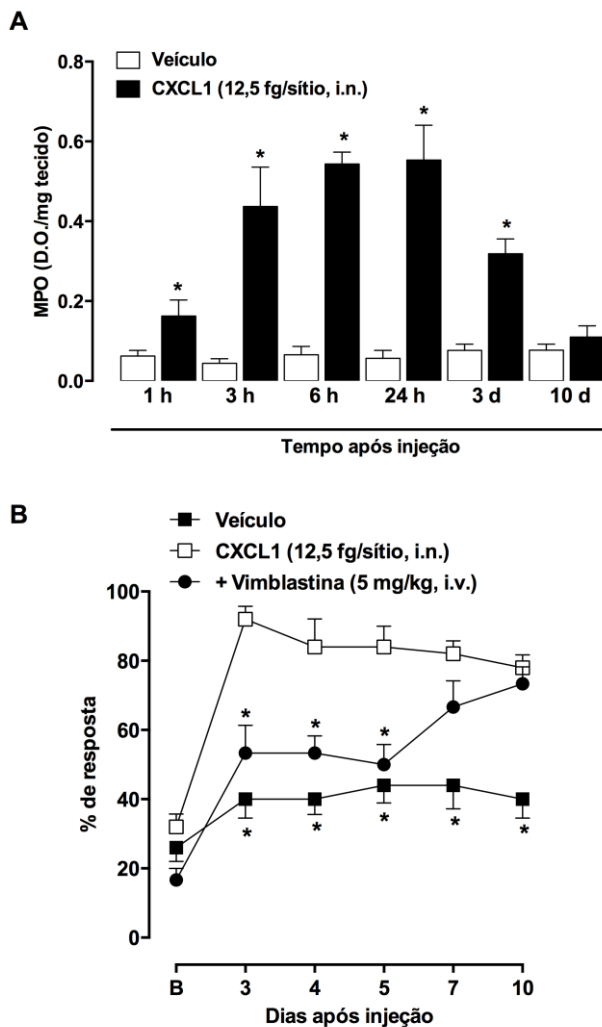 A
Veículo
CXCL1 (12,5 fg/sítio, i.n.)
MPO (D.O./mg tecido)
0.8
0.6
0.4
0.2
0.0
*
*
*
*
*
1 h 3 h 6 h 24 h 3 d 10 d
Tempo após injeção
B
Veículo
CXCL1 (12,5 fg/sítio, i.n.)
+ Vimblastina (5 mg/kg, i.v.)
% de resposta
100
80
60
40
20
0
* * *
* * * * *
B 3 4 5 7 10
Dias após injeção